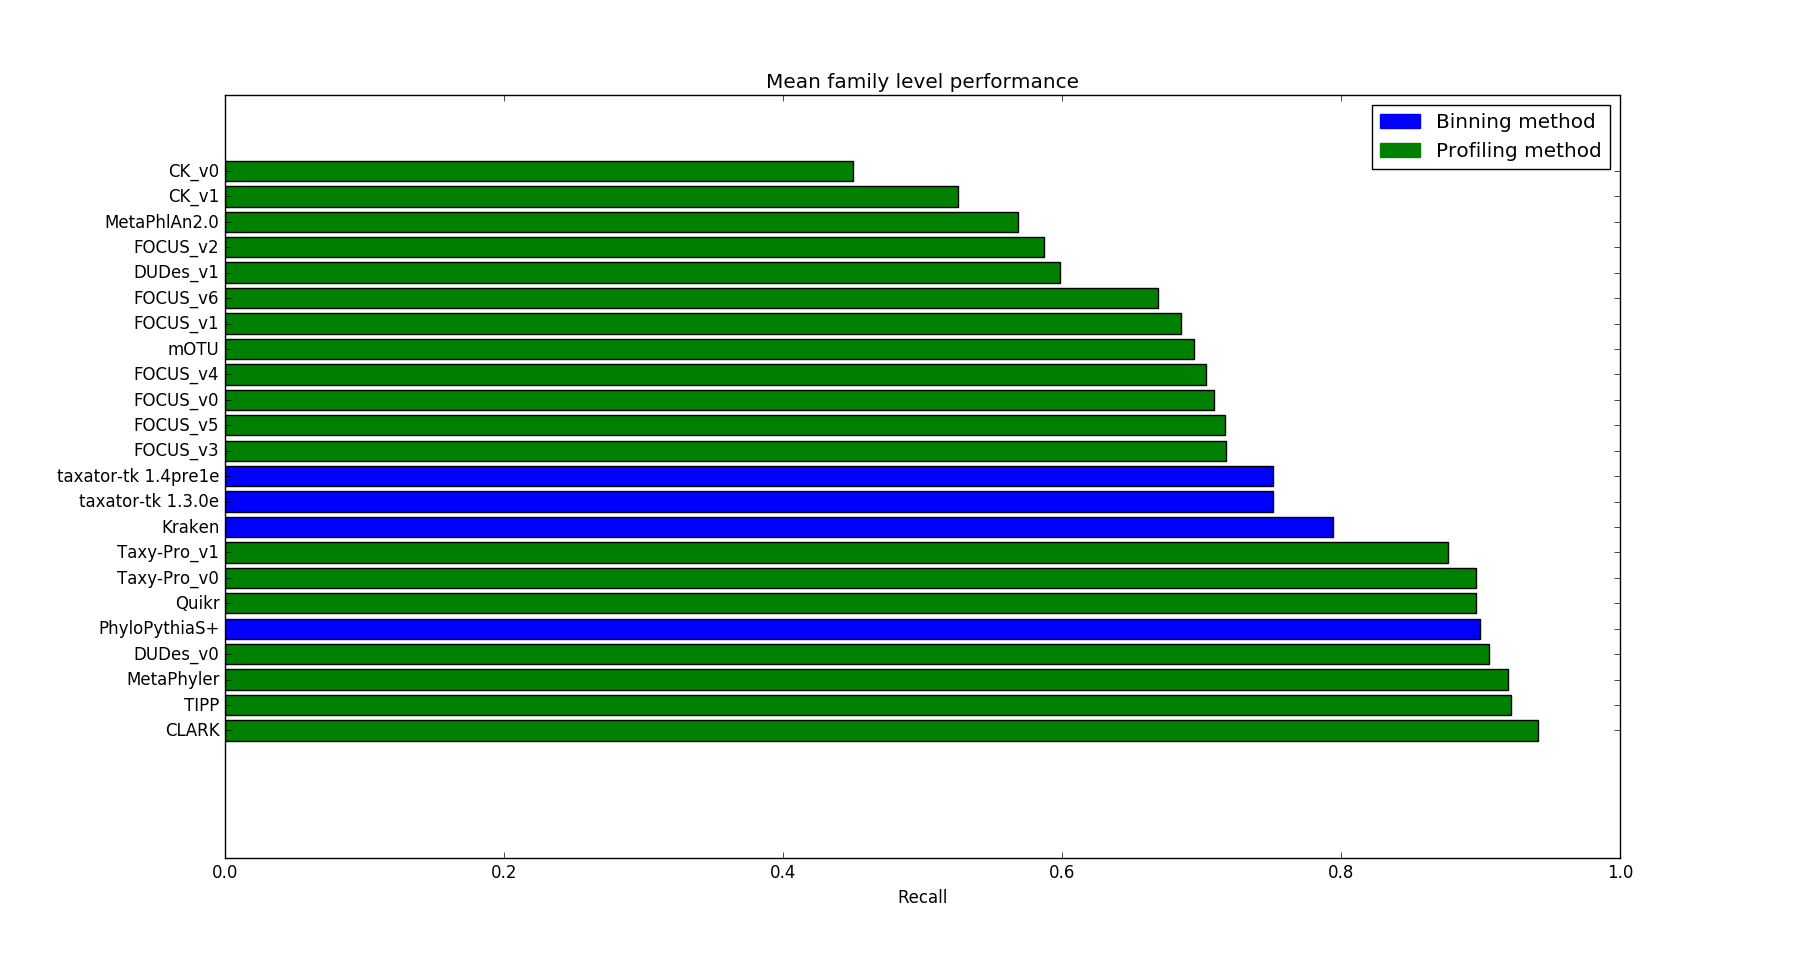 Mean family level performance
Binning method
Profiling method
CK_v0
CK_v1
MetaPhlAn2.0
FOCUS_v2
DUDes_v1
FOCUS_v6
FOCUS_v1
mOTU
FOCUS_v4
FOCUS_v0
FOCUS_v5
FOCUS_v3
taxator-tk 1.4pre1e
taxator-tk 1.3.0e
Kraken
Taxy-Pro_v1
Taxy-Pro_v0
Quikr
PhyloPythiaS+
DUDes_v0
MetaPhyler
TIPP
CLARK
0.0 0.2 0.4 0.6 0.8 1.0
Recall